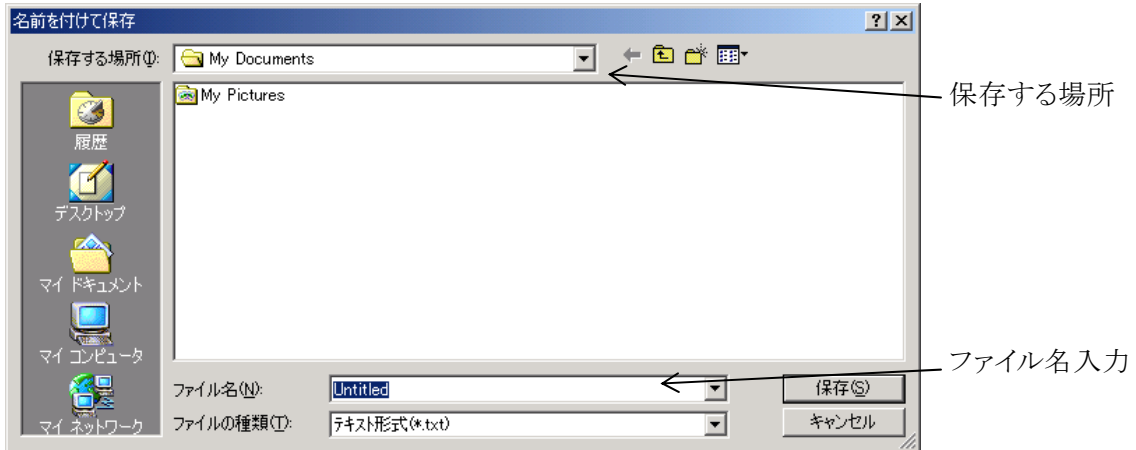 名前を付けて保存
保存する場所(I):
My Documents
保存する場所
My Pictures
履歴
デスクトップ
マイ ドキュメント
マイ コンピュータ
マイ ネットワーク
ファイル名入力
ファイル名(N):
Untitled
保存(S)
ファイルの種類(T):
テキスト形式(*.txt)
キャンセル